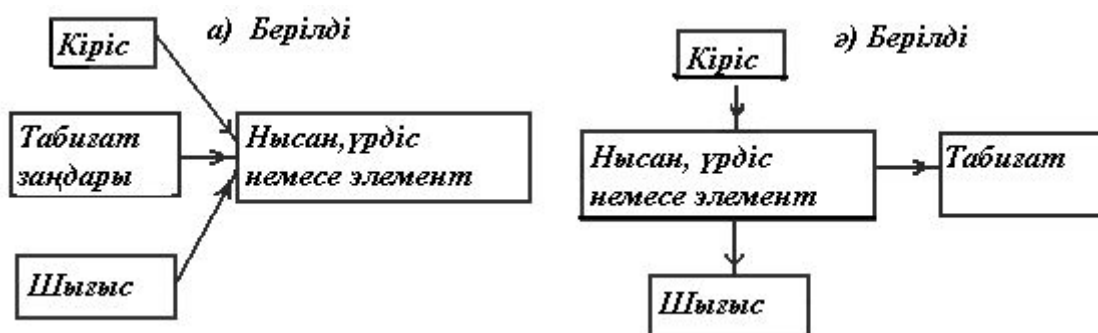 а) Берілді
Кіріс
Табиғат
заңдары
Нысан,үрдіс
немесе элемент
Шығыс
ә) Берілді
Кіріс
Нысан, үрдіс
немесе элемент
Табиғат
Шығыс